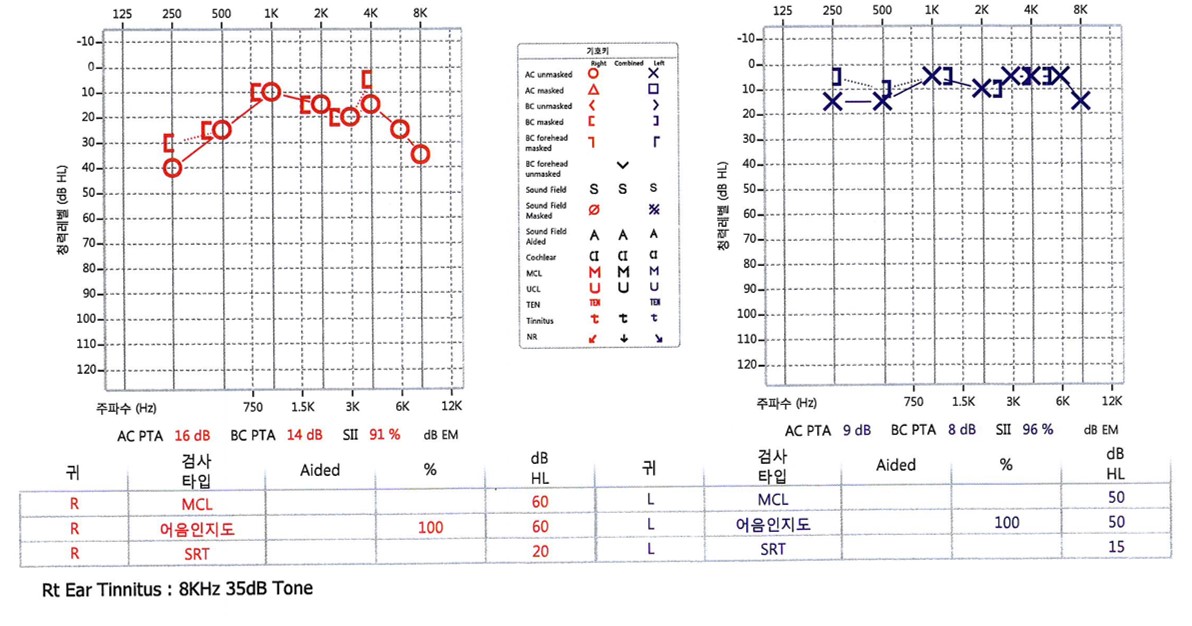 125 250 500 1K 2K 4K 8K
-10
0
10
20
30
40
50
60
70
80
90
100
110
120
청력레벨 (dB HL)
주파수 (Hz) 750 1.5K 3K 6K 12K
AC PTA 16 dB BC PTA 14 dB SII 91 % dB EM
기호키
Right Combined Left
AC unmasked
AC masked
BC unmasked
BC masked
BC forehead
masked
BC forehead
unmasked
Sound Field S S S
Sound Field
Masked
Sound Field
Aided A A A
Cochlear CI CI CI
MCL M M M
UCL U U U
TEN TEN TEN
Tinnitus t t t
NR
125 250 500 1K 2K 4K 8K
-10
0
10
20
30
40
50
60
70
80
90
100
110
120
청력레벨 (dB HL)
주파수 (Hz) 750 1.5K 3K 6K 12K
AC PTA 9 dB BC PTA 8 dB SII 96 % dB EM
귀 검사 타입 Aided % dB HL 귀 검사 타입 Aided % dB HL
R MCL 60 L MCL 50
R 어음인지도 100 60 L 어음인지도 100 50
R SRT 20 L SRT 15
Rt Ear Tinnitus : 8KHz 35dB Tone